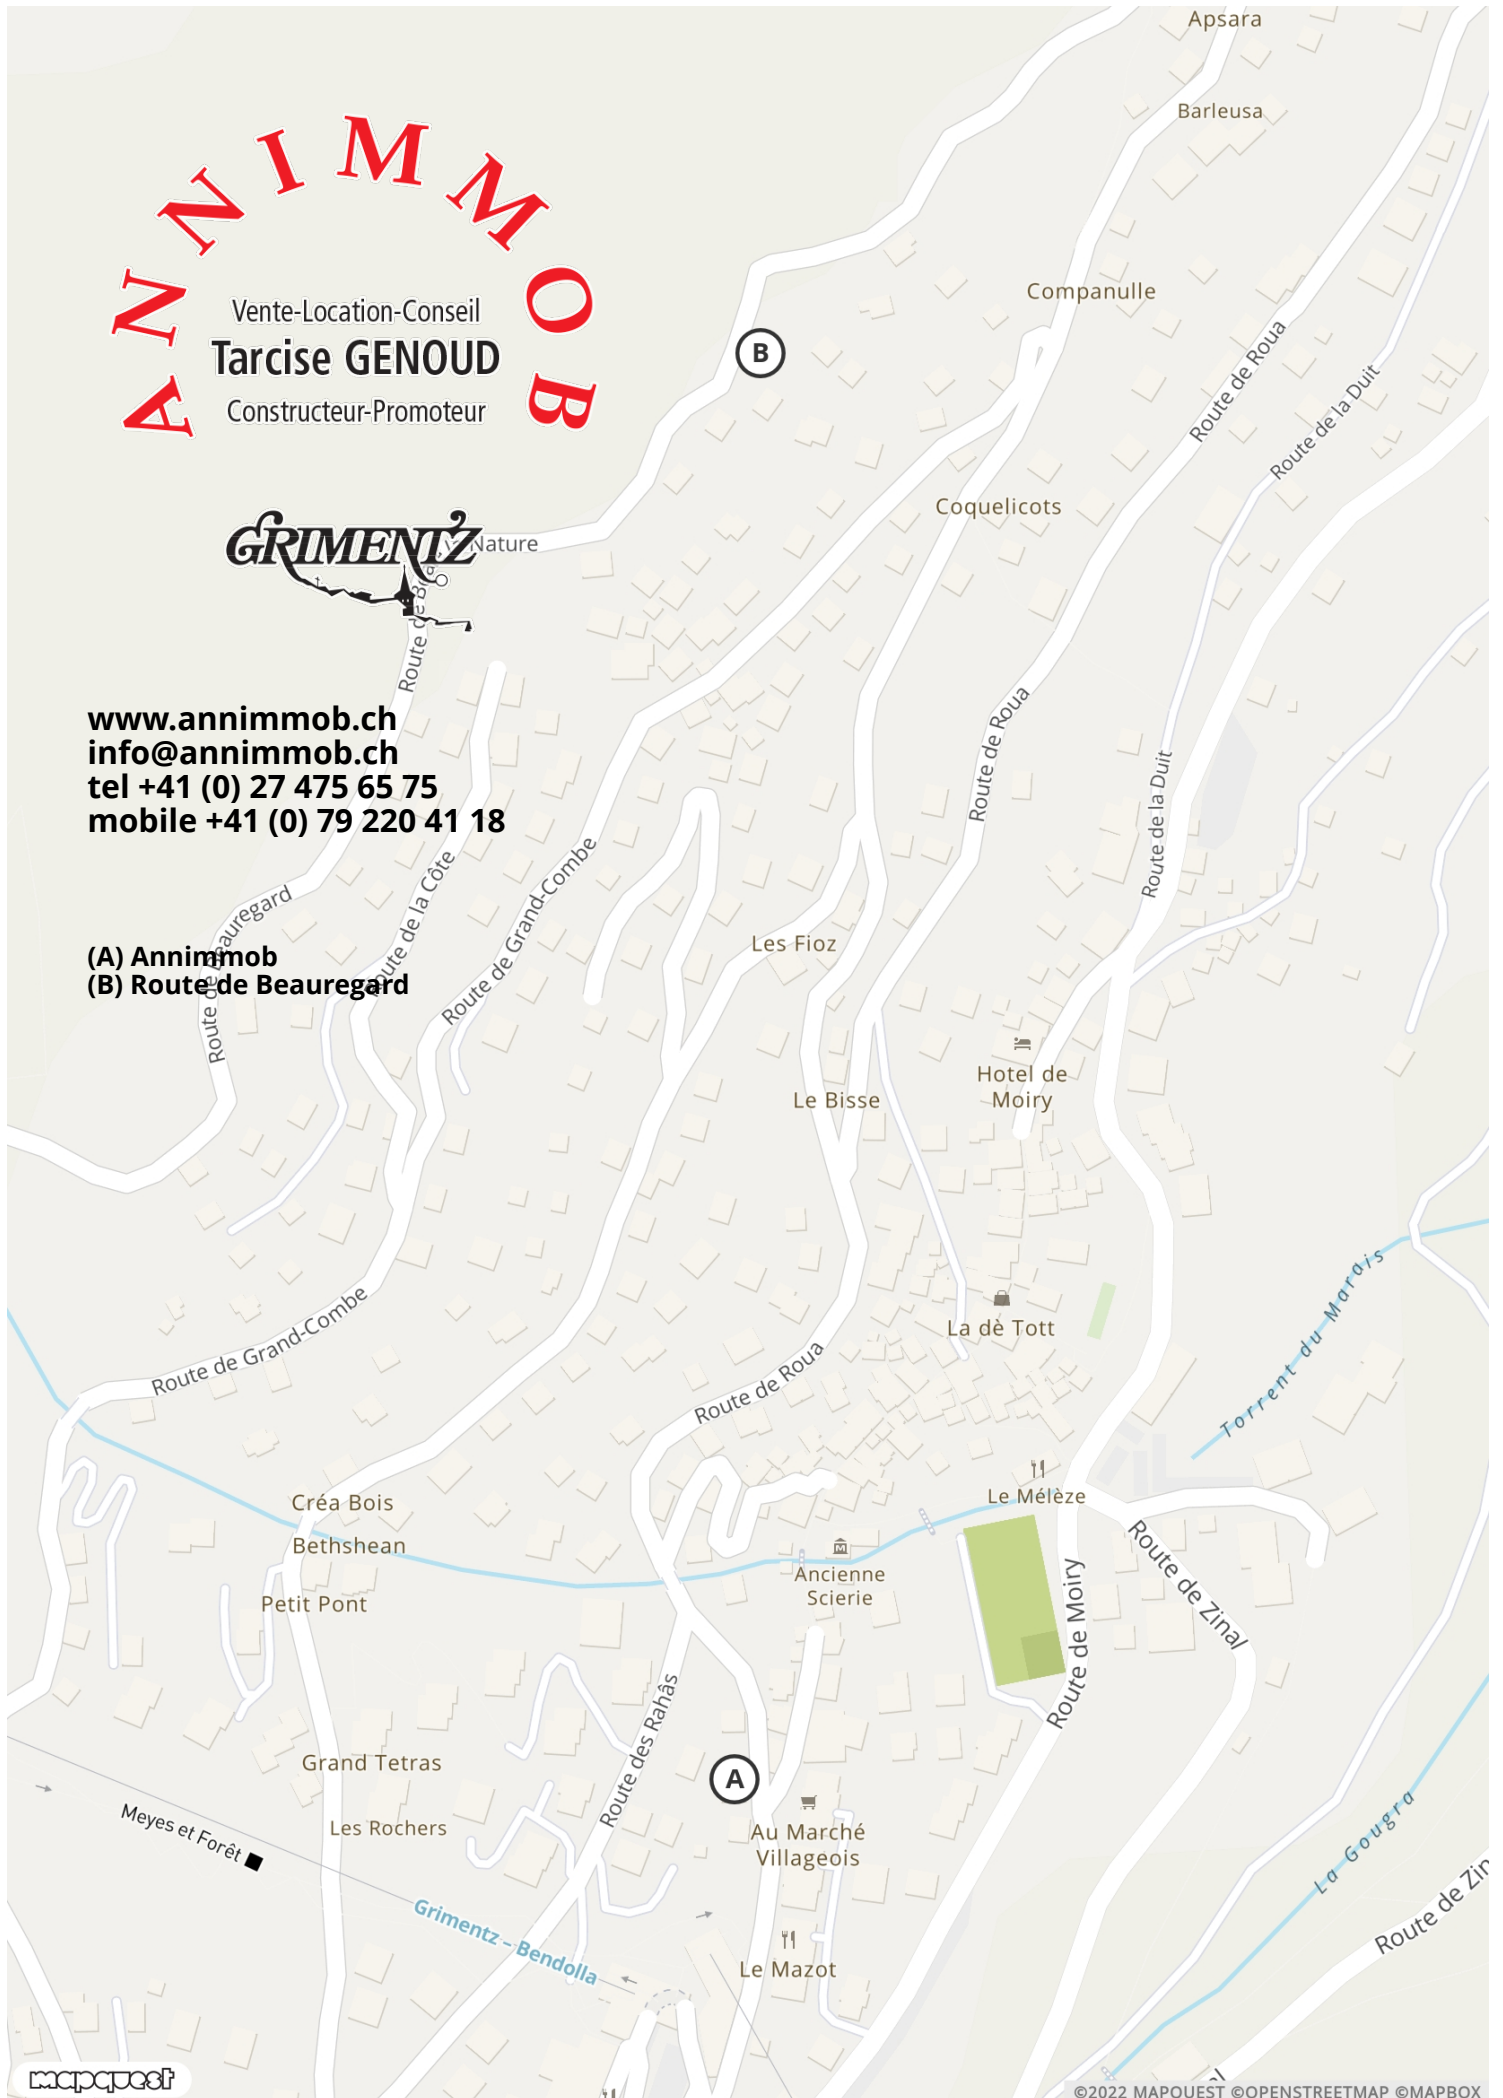 Apsara
Barleusa
ANNIMMOB
Vente-Location-Conseil
Tarcise GENOUD
Constructeur-Promoteur
Companulle
B
Route de Roua
Route de la Duit
Coquelicots
GRIMENTZ
Nature
Route de
www.annimmob.ch
info@annimmob.ch
tel +41 (0) 27 475 65 75
mobile +41 (0) 79 220 41 18
Route de Roua
Route de la Duit
Route de Beauregard
Route de la Côte
Route de Grand-Combe
Les Fioz
(A) Annimmob
(B) Route de Beauregard
Hotel de
Moiry
Le Bisse
La dè Tott
Torrent du Marais
Route de Grand-Combe
Route de Roua
Le Mélèze
Créa Bois
Bethshean
Petit Pont
Ancienne
Scierie
Route de Moiry
Route de Zinal
Route des Rahâs
Grand Tetras
A
Les Rochers
Meyes et Forêt
Au Marché
Villageois
La Gougra
Grimentz – Bendolla
Le Mazot
Route de Zin
mapquest
©2022 MAPQUEST ©OPENSTREETMAP ©MAPBOX